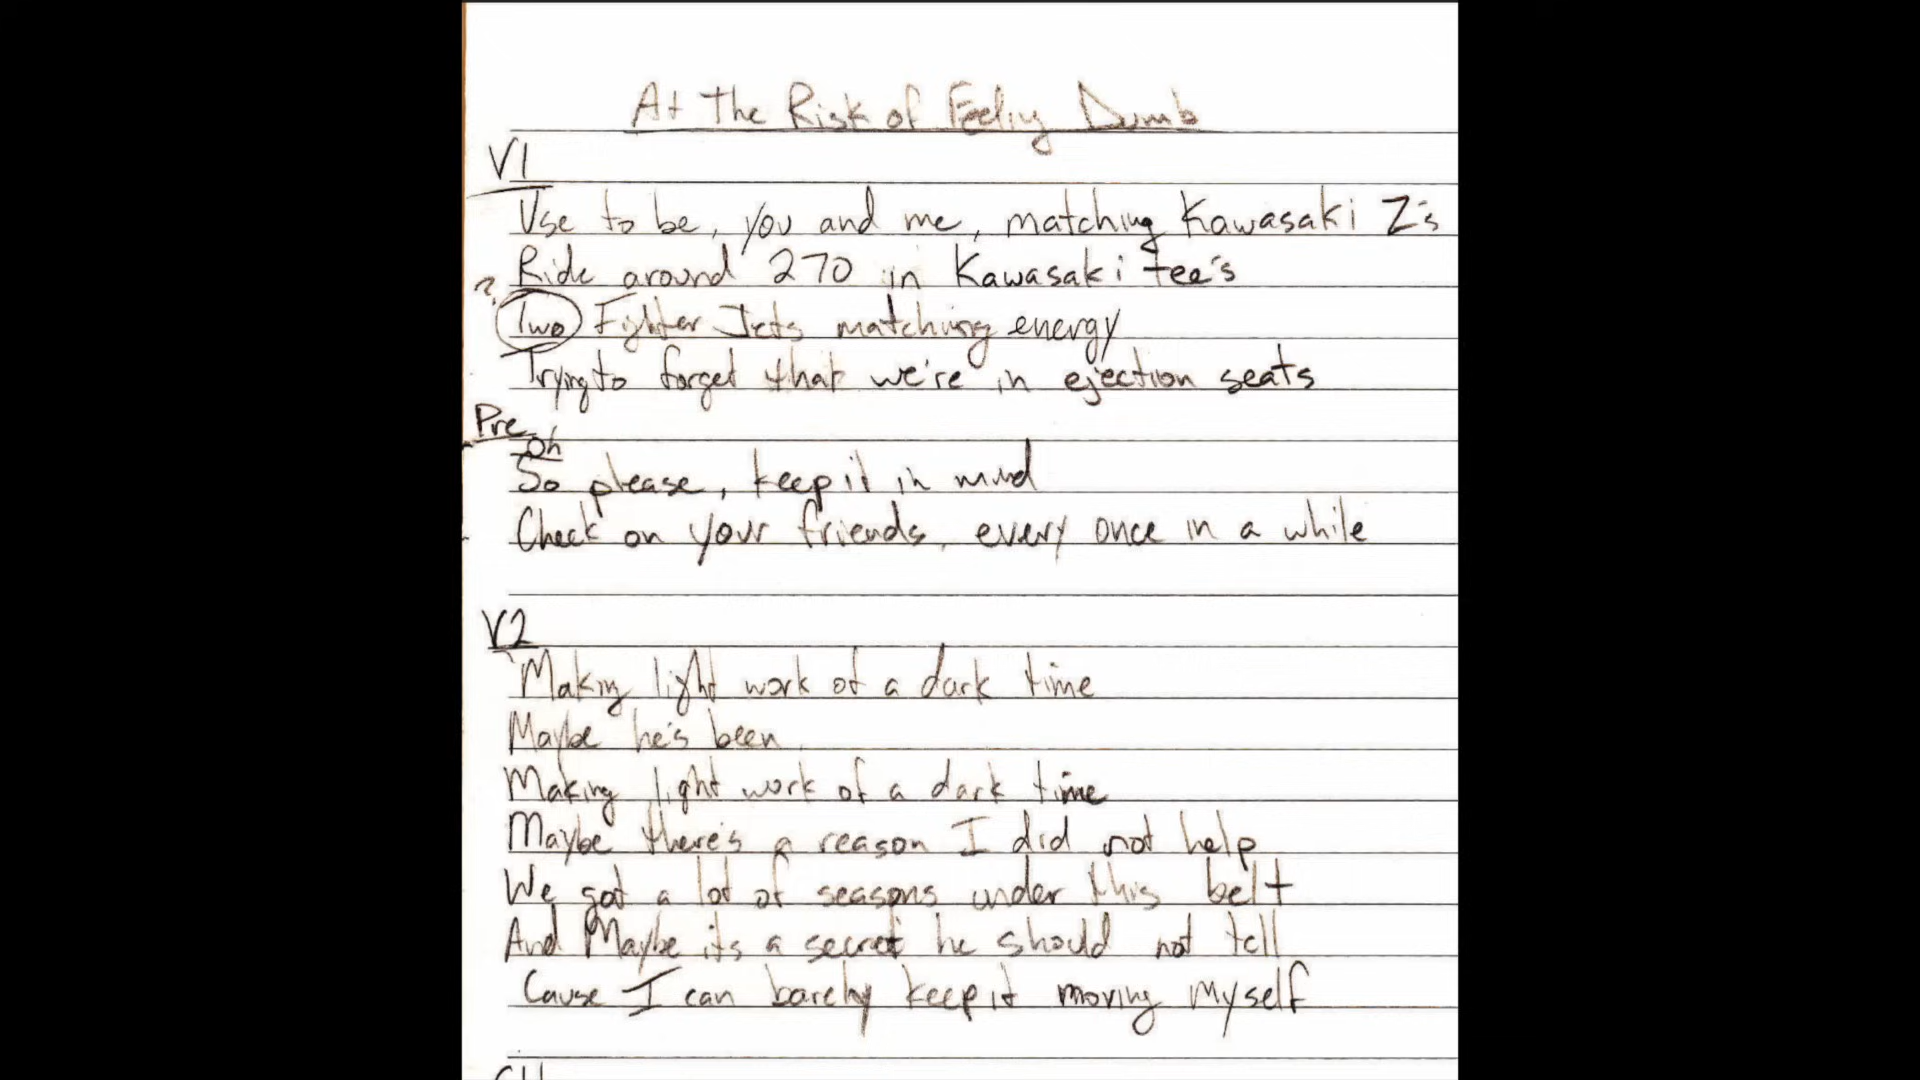 At The Risk of Feeling Dumb
V1
Use to be, you and me, matching Kawasaki Z's
Ride around 270 in Kawasaki tee's
?
Two Fighter Jets matching energy
Trying to forget that we're in ejection seats
Pre
Oh
So please, keep it in mind
Check on your friends, every once in a while
V2
Making light work of a dark time
Maybe he's been
Making light work of a dark time
Maybe there's a reason I did not help
We got a lot of seasons under this belt
And Maybe it's a secret he should not tell
Cause I can barely keep it moving myself